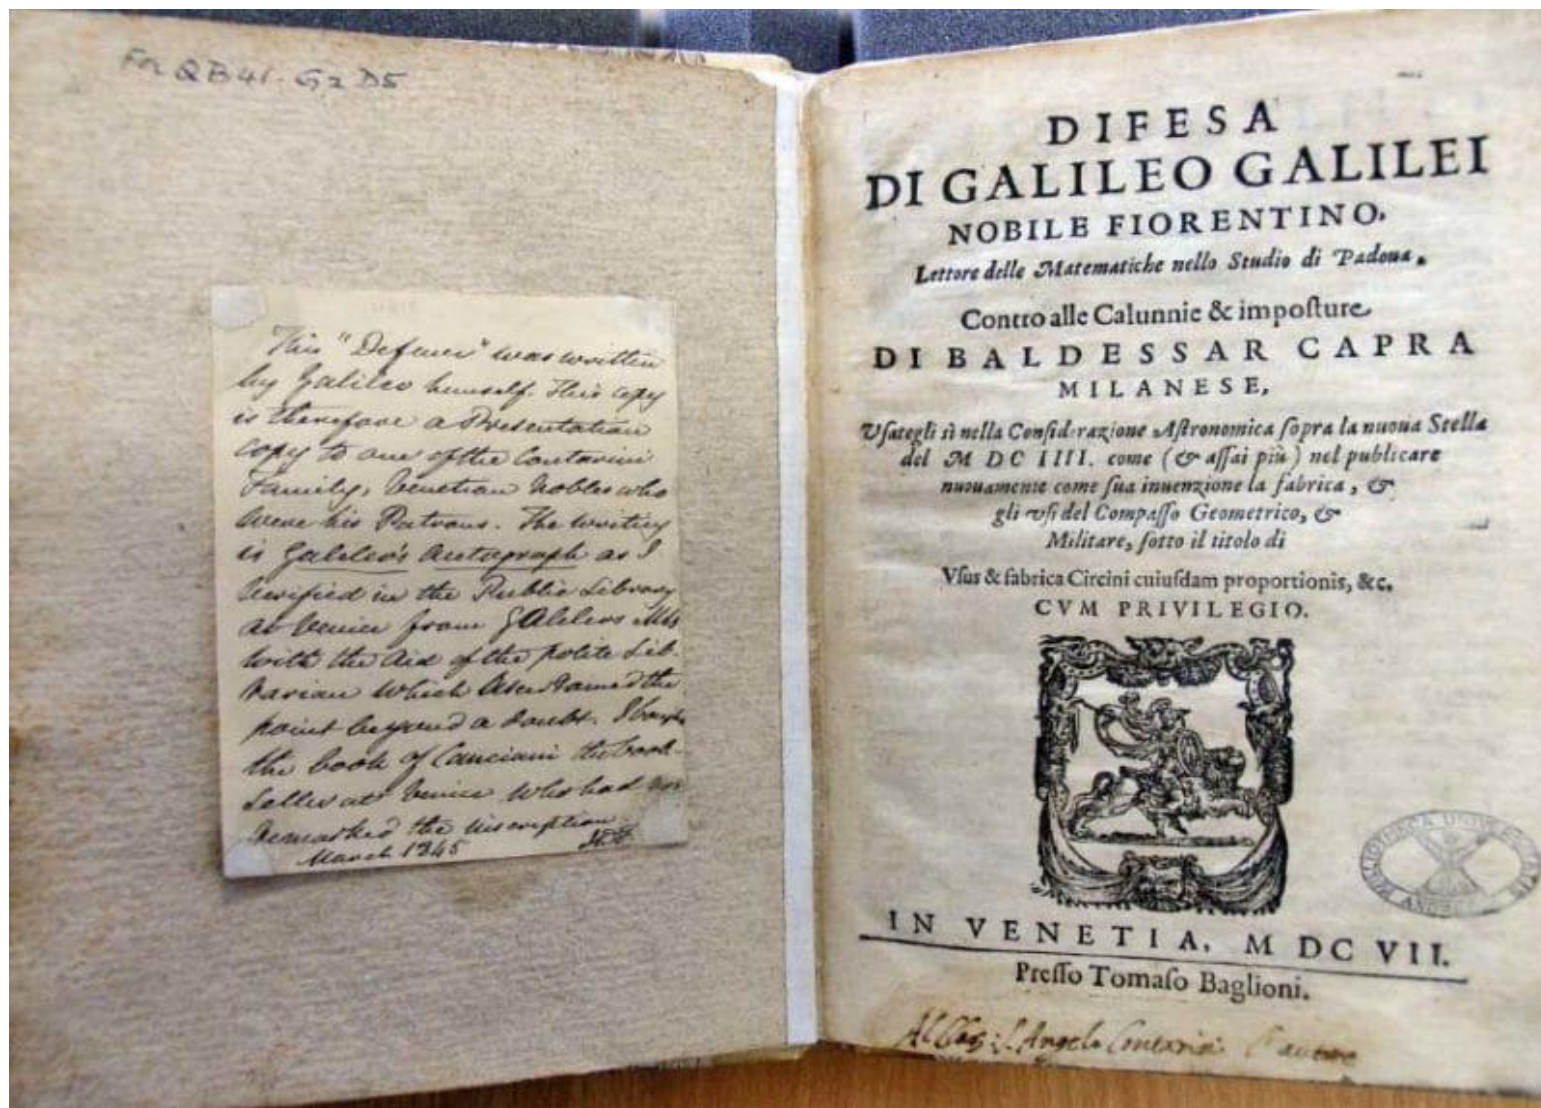 For QB41.G2D5
This "Defence" was written
by Galileo himself. This copy
is therefore a Presentation
copy to one of the Contarini
Family, Venetian Nobles who
were his Patrons. The writing
is Galileo's autograph as I
verified in the Public Library
at Venice from Galileos Mss
with the aid of the polite Lib-
rarian which ascertained the
point beyond a doubt. I bought
the book of Canciani the book-
seller at Venice who had not
remarked the inscription
March 1845
DIFESA
DI GALILEO GALILEI
NOBILE FIORENTINO,
Lettore delle Matematiche nello Studio di Padoua,
Contro alle Calunnie & impoſture
DI BALDESSAR CAPRA
MILANESE,
Vſategli sì nella Conſiderazione Aſtronomica ſopra la nuoua Stella
del M DC IIII. come (& aſſai più) nel publicare
nuouamente come ſua inuenzione la fabrica, &
gli vſi del Compaſſo Geometrico, &
Militare, ſotto il titolo di
Vſus & fabrica Circini cuiuſdam proportionis, &c.
CVM PRIVILEGIO.
BIBLIOTHECA UNIVERSITATIS
IN VENETIA, M DC VII.
Preſſo Tomaſo Baglioni.
Angelo Contarini l'autore